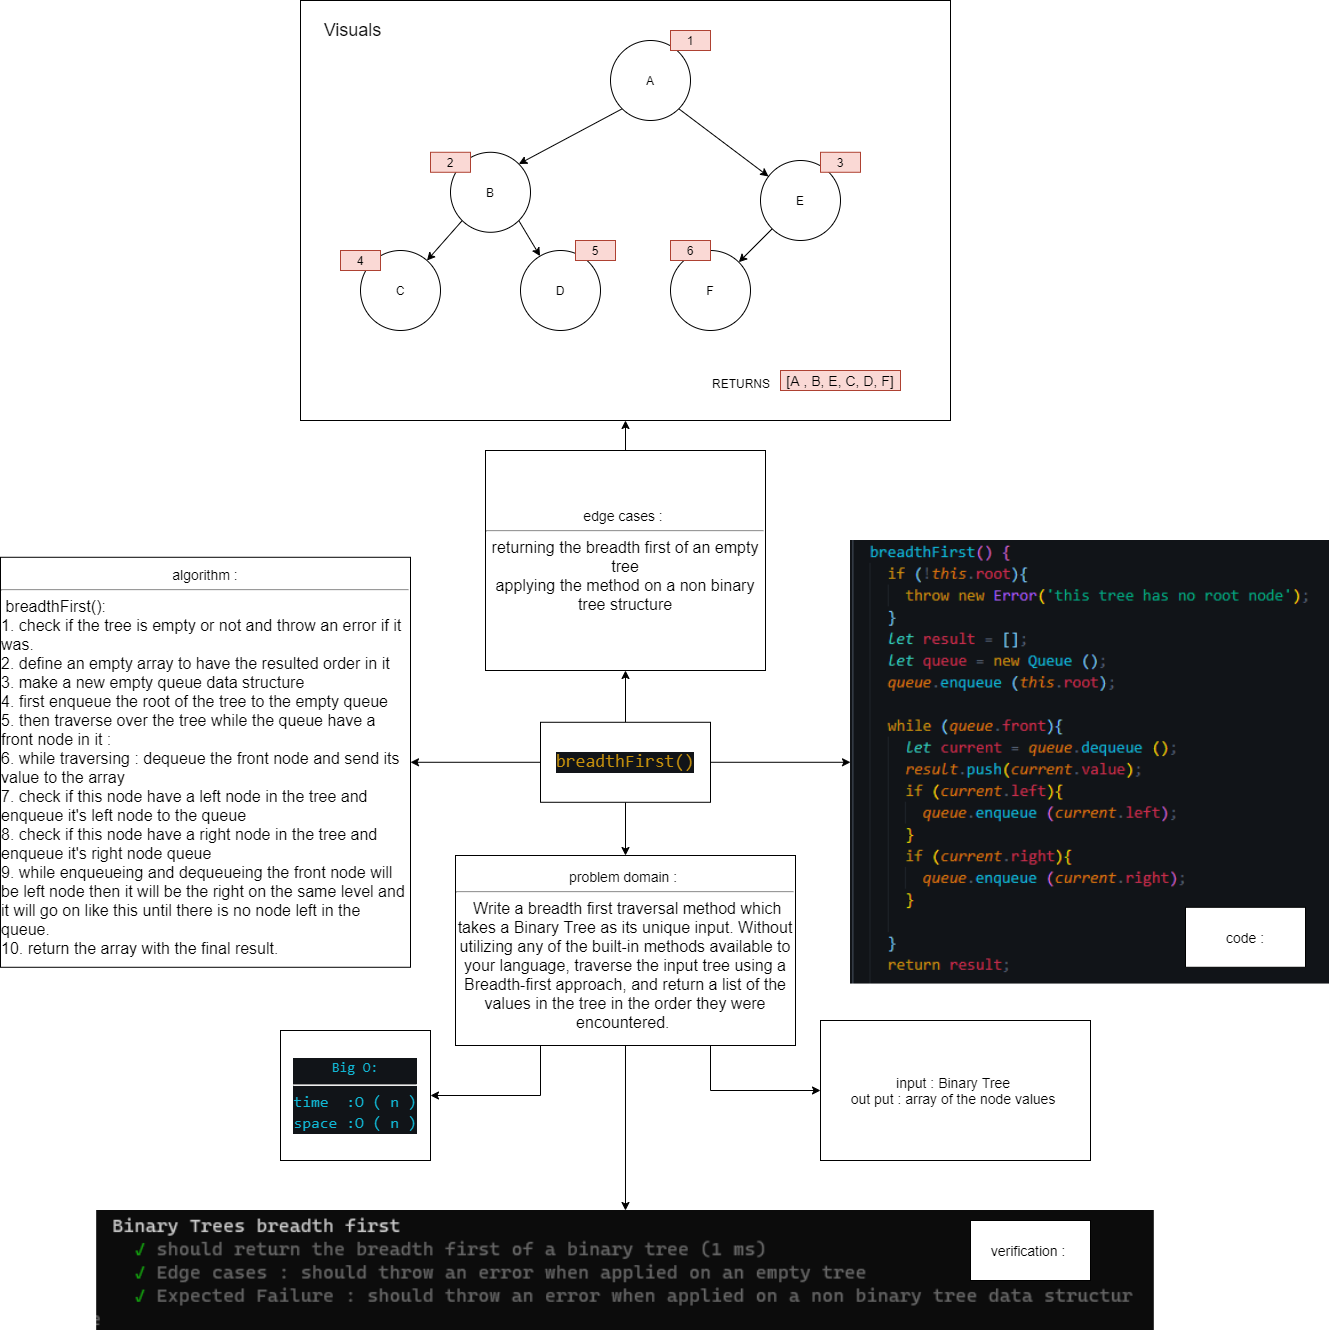 Visuals
1
A
2
B
3
E
4
C
5
D
6
F
RETURNS [A , B, E, C, D, F]
edge cases :
returning the breadth first of an empty
tree
applying the method on a non binary
tree structure
algorithm :
breadthFirst():
1. check if the tree is empty or not and throw an error if it
was.
2. define an empty array to have the resulted order in it
3. make a new empty queue data structure
4. first enqueue the root of the tree to the empty queue
5. then traverse over the tree while the queue have a
front node in it :
6. while traversing : dequeue the front node and send its
value to the array
7. check if this node have a left node in the tree and
enqueue it's left node to the queue
8. check if this node have a right node in the tree and
enqueue it's right node queue
9. while enqueueing and dequeueing the front node will
be left node then it will be the right on the same level and
it will go on like this until there is no node left in the
queue.
10. return the array with the final result.
breadthFirst()
breadthFirst() {
if (!this.root){
throw new Error('this tree has no root node');
}
let result = [];
let queue = new Queue ();
queue.enqueue (this.root);
while (queue.front){
let current = queue.dequeue ();
result.push(current.value);
if (current.left){
queue.enqueue (current.left);
}
if (current.right){
queue.enqueue (current.right);
}
}
return result;
code :
problem domain :
Write a breadth first traversal method which
takes a Binary Tree as its unique input. Without
utilizing any of the built-in methods available to
your language, traverse the input tree using a
Breadth-first approach, and return a list of the
values in the tree in the order they were
encountered.
Big O:
time :O ( n )
space :O ( n )
input : Binary Tree
out put : array of the node values
Binary Trees breadth first
✓ should return the breadth first of a binary tree (1 ms)
✓ Edge cases : should throw an error when applied on an empty tree
✓ Expected Failure : should throw an error when applied on a non binary tree data structur
e
verification :